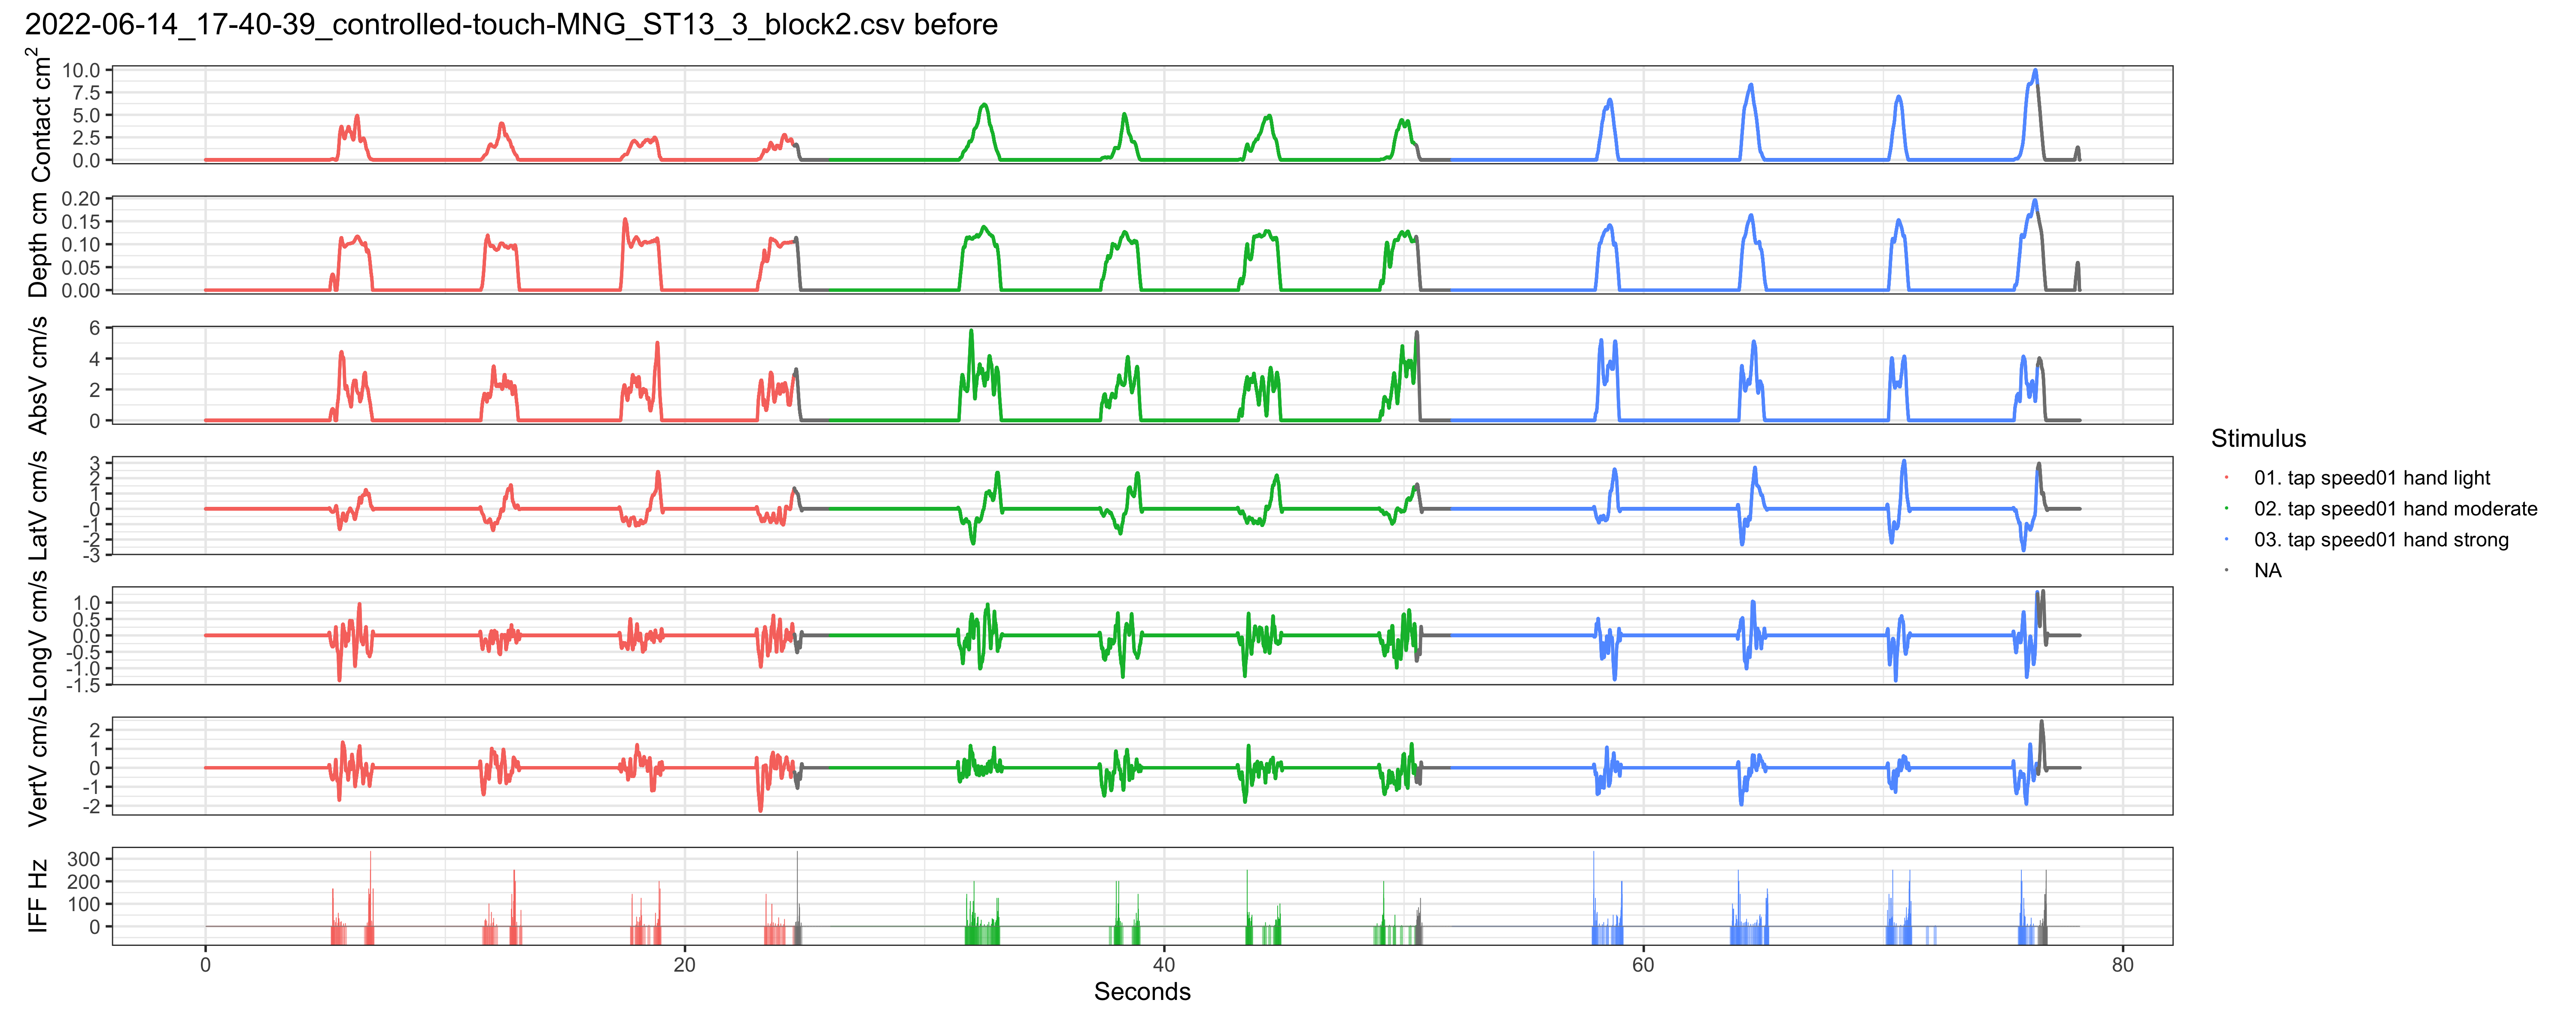 2022-06-14_17-40-39_controlled-touch-MNG_ST13_3_block2.csv before
Contact cm²
10.0
7.5
5.0
2.5
0.0
Depth cm
0.20
0.15
0.10
0.05
0.00
AbsV cm/s
6
4
2
0
LatV cm/s
3
2
1
0
-1
-2
-3
LongV cm/s
1.0
0.5
0.0
-0.5
-1.0
-1.5
VertV cm/s
2
1
0
-1
-2
IFF Hz
300
200
100
0
0 20 40 60 80
Seconds
Stimulus
01. tap speed01 hand light
02. tap speed01 hand moderate
03. tap speed01 hand strong
NA